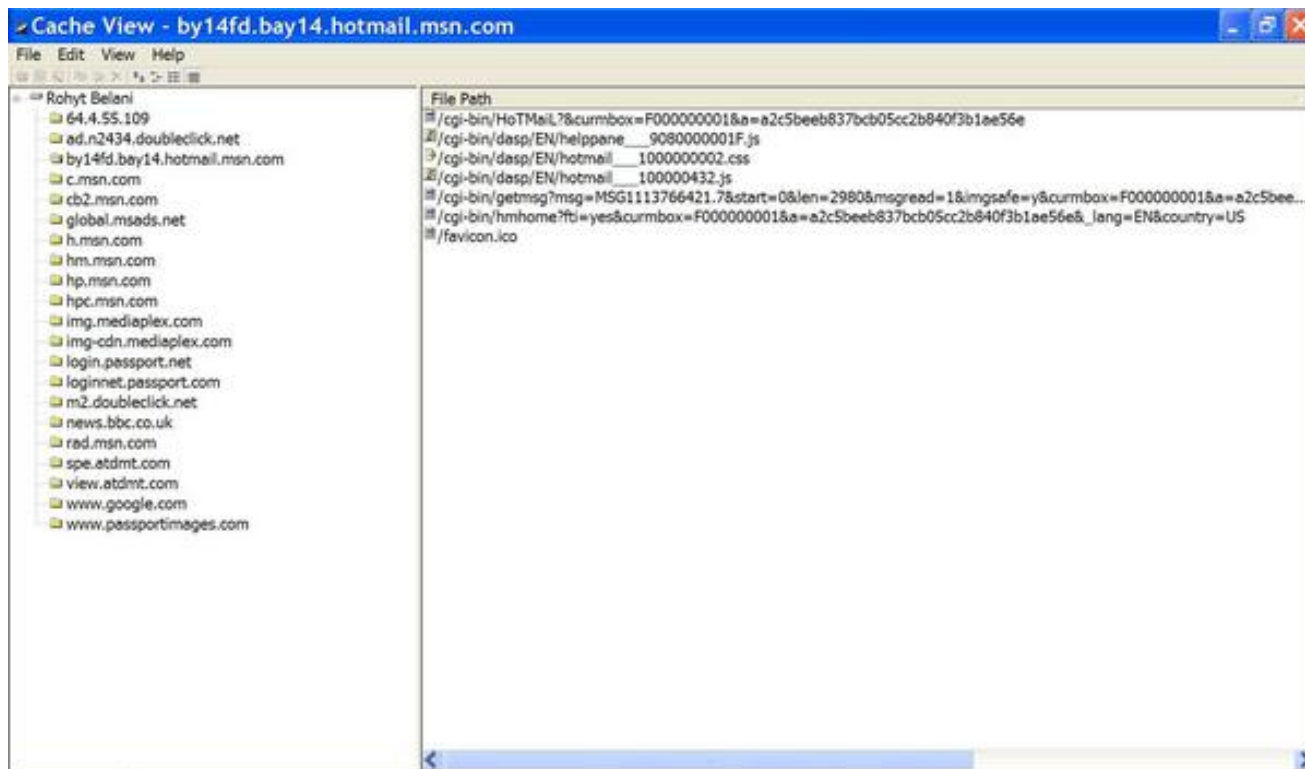 Cache View - by14fd.bay14.hotmail.msn.com
File Edit View Help
Rohyt Belani
64.4.55.109
ad.n2434.doubleclick.net
by14fd.bay14.hotmail.msn.com
c.msn.com
cb2.msn.com
global.msads.net
h.msn.com
hm.msn.com
hp.msn.com
hpc.msn.com
img.mediaplex.com
img-cdn.mediaplex.com
login.passport.net
loginnet.passport.com
m2.doubleclick.net
news.bbc.co.uk
rad.msn.com
spe.atdmt.com
view.atdmt.com
www.google.com
www.passportimages.com
File Path
/cgi-bin/HoTMaiL?&curmbox=F000000001&a=a2c5beeb837bcb05cc2b840f3b1ae56e
/cgi-bin/dasp/EN/helppane___9080000001F.js
/cgi-bin/dasp/EN/hotmail___1000000002.css
/cgi-bin/dasp/EN/hotmail___100000432.js
/cgi-bin/getmsg?msg=MSG1113766421.7&start=0&len=2980&msgread=1&imgsafe=y&curmbox=F000000001&a=a2c5bee...
/cgi-bin/hmhome?fti=yes&curmbox=F000000001&a=a2c5beeb837bcb05cc2b840f3b1ae56e&_lang=EN&country=US
/favicon.ico